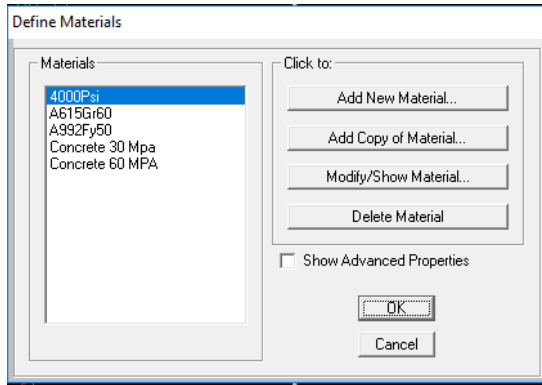 Define Materials
Materials
4000Psi
A615Gr60
A992Fy50
Concrete 30 Mpa
Concrete 60 MPA
Click to:
Add New Material...
Add Copy of Material...
Modify/Show Material...
Delete Material
Show Advanced Properties
OK
Cancel